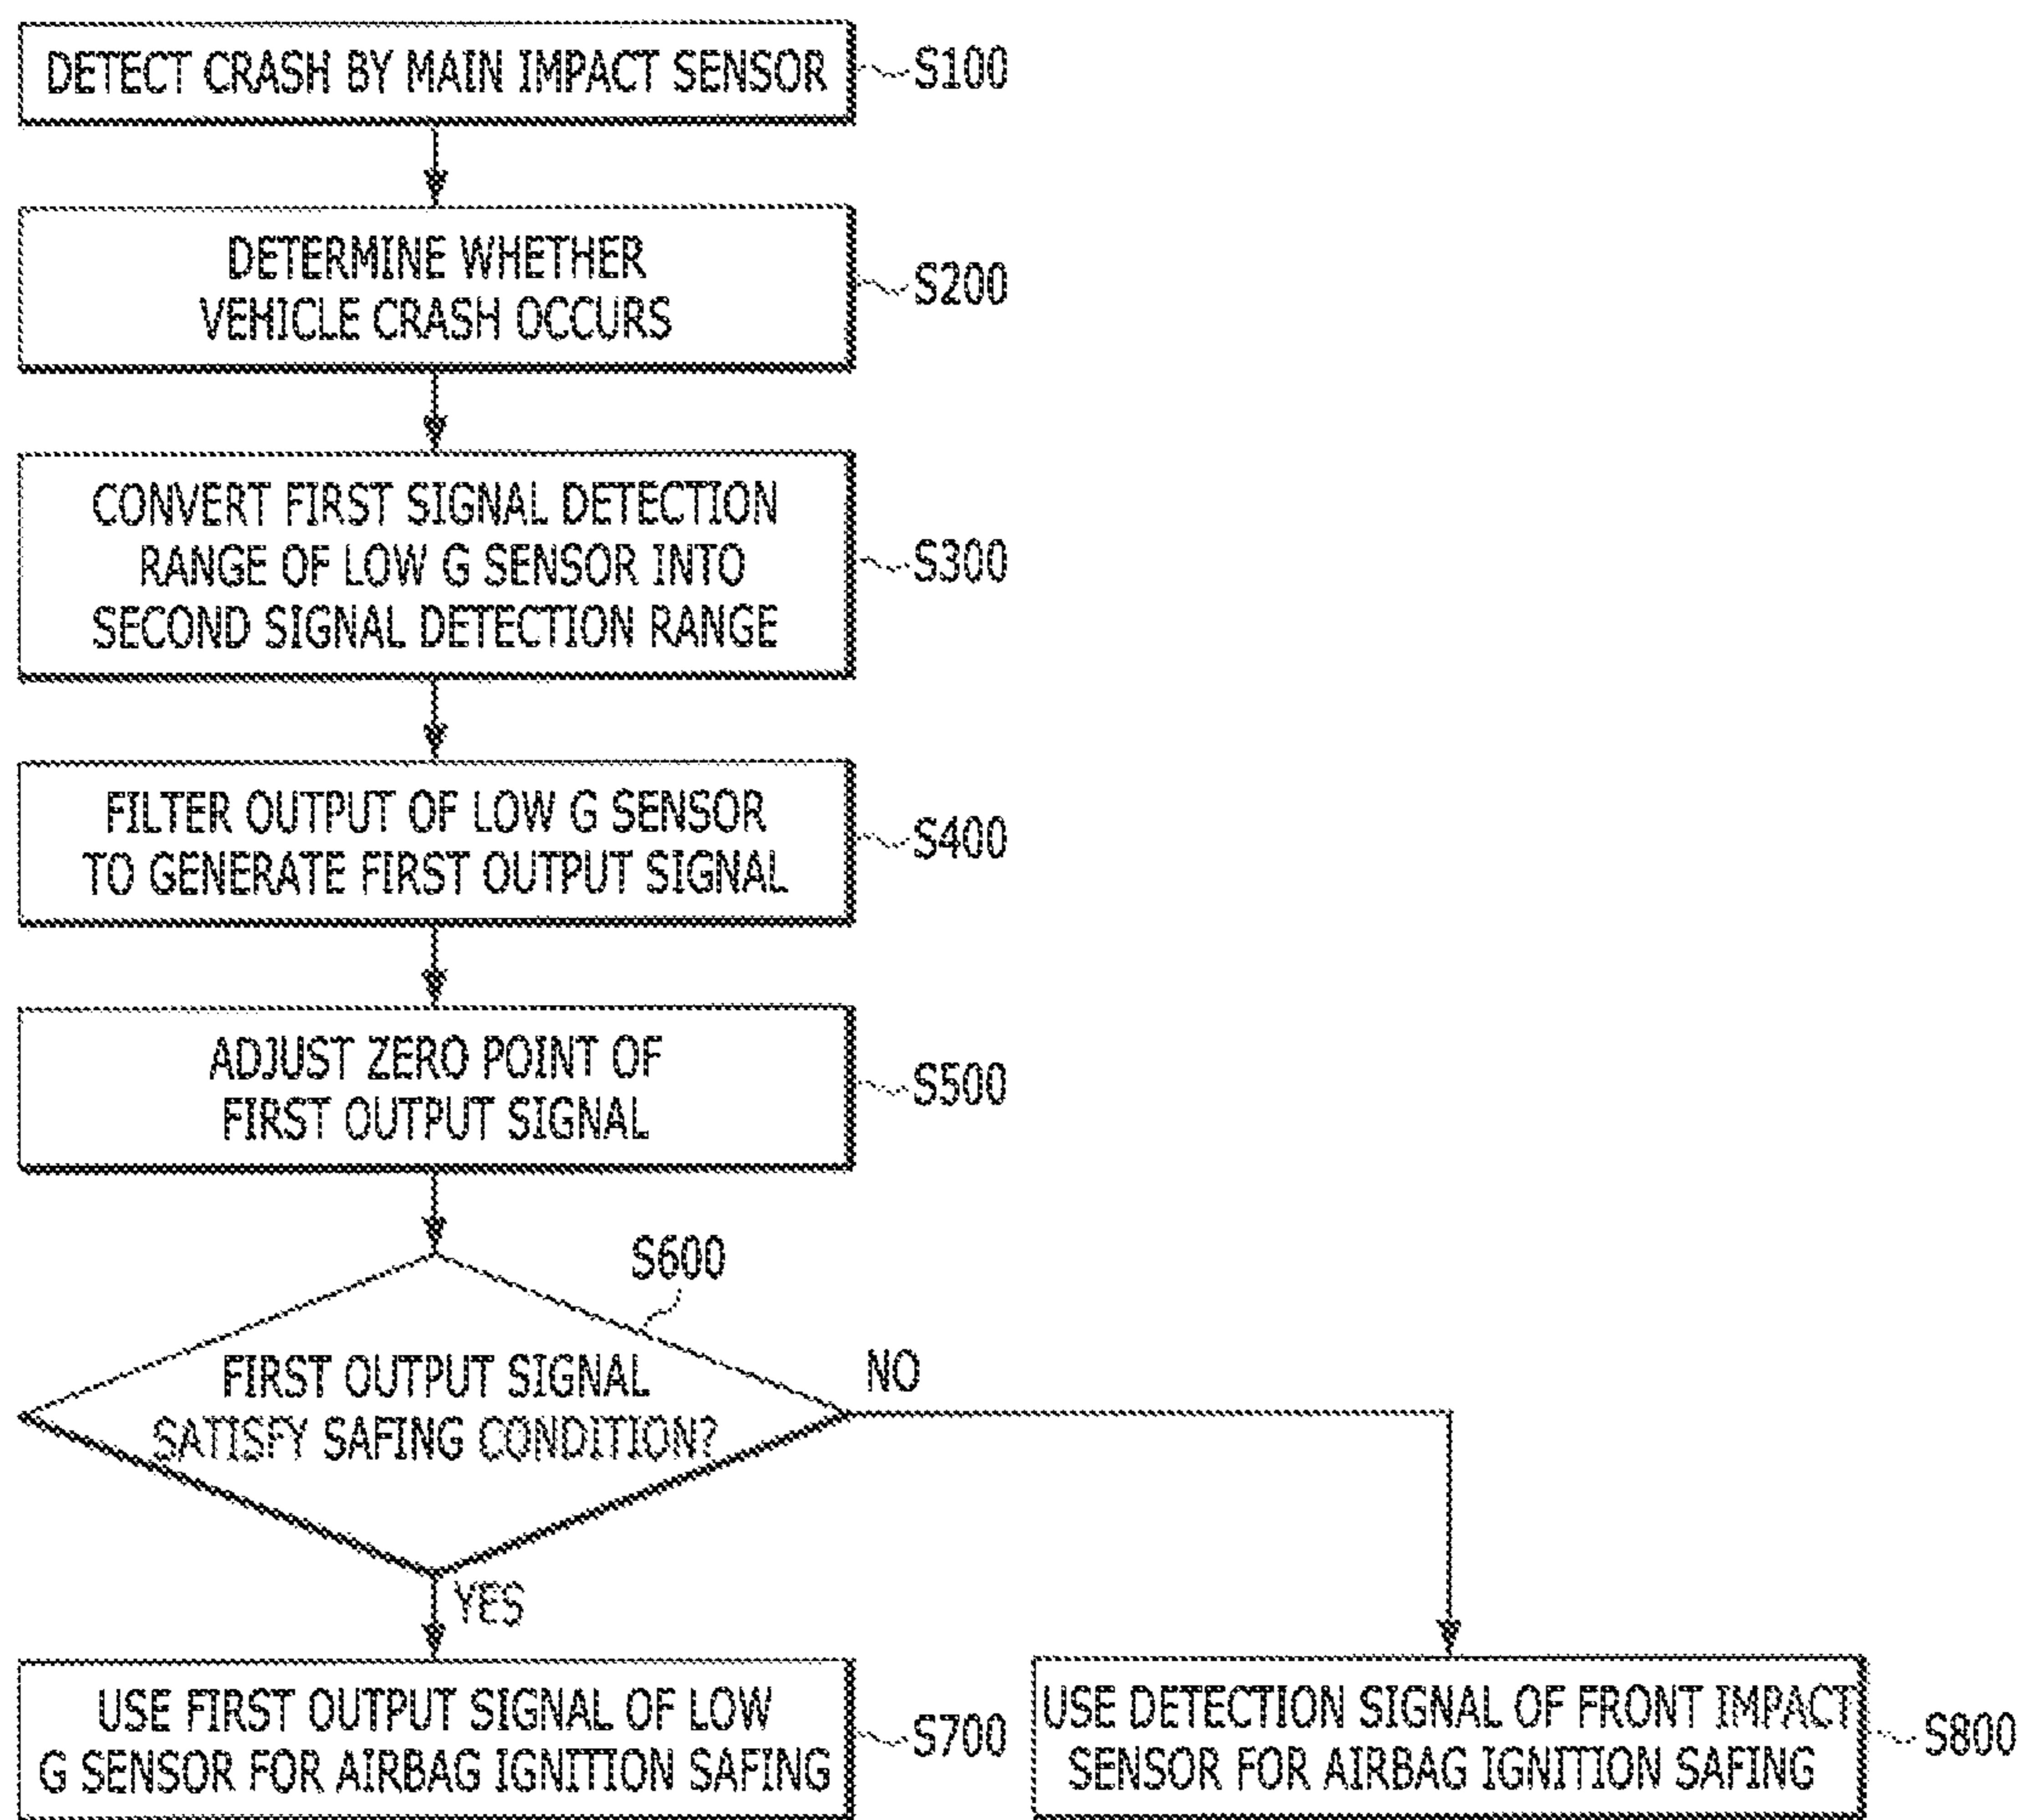 DETECT CRASH BY MAIN IMPACT SENSOR
S100
DETERMINE WHETHER
VEHICLE CRASH OCCURS
S200
CONVERT FIRST SIGNAL DETECTION
RANGE OF LOW G SENSOR INTO
SECOND SIGNAL DETECTION RANGE
S300
FILTER OUTPUT OF LOW G SENSOR
TO GENERATE FIRST OUTPUT SIGNAL
S400
ADJUST ZERO POINT OF
FIRST OUTPUT SIGNAL
S500
S600
FIRST OUTPUT SIGNAL
SATISFY SAFING CONDITION?
NO
YES
USE FIRST OUTPUT SIGNAL OF LOW
G SENSOR FOR AIRBAG IGNITION SAFING
S700
USE DETECTION SIGNAL OF FRONT IMPACT
SENSOR FOR AIRBAG IGNITION SAFING
S800